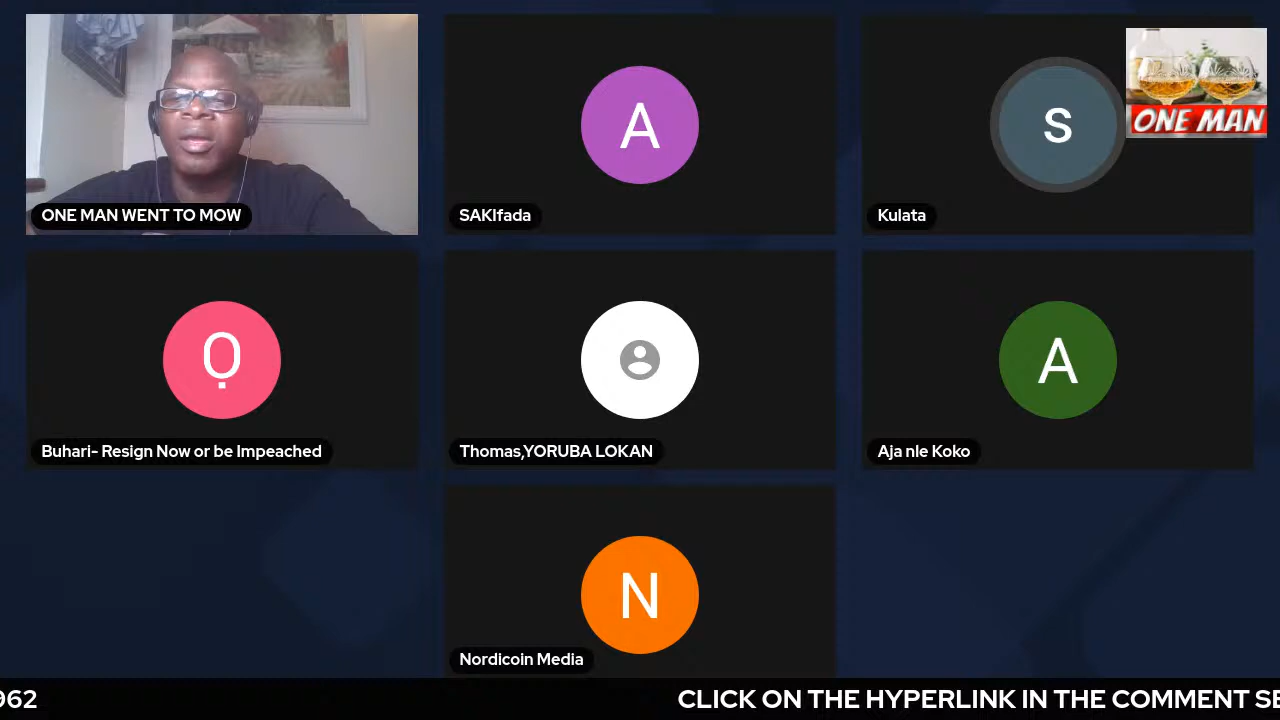 A
S
ONE MAN
ONE MAN WENT TO MOW
SAKIfada
Kulata
Ọ
A
Buhari- Resign Now or be Impeached
Thomas,YORUBA LOKAN
Aja nle Koko
N
Nordicoin Media
962 CLICK ON THE HYPERLINK IN THE COMMENT SE